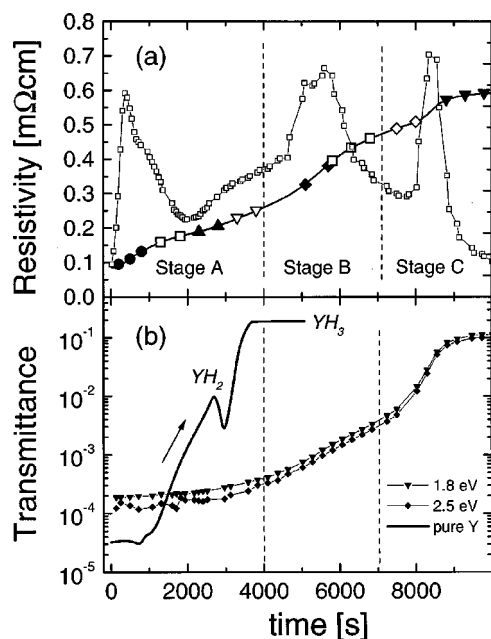 (a)
Resistivity [mΩcm]
0.8
0.7
0.6
0.5
0.4
0.3
0.2
0.1
0.0
Stage A
Stage B
Stage C
(b)
Transmittance
10⁻¹
10⁻²
10⁻³
10⁻⁴
10⁻⁵
YH₂
YH₃
1.8 eV
2.5 eV
pure Y
0
2000
4000
6000
8000
time [s]